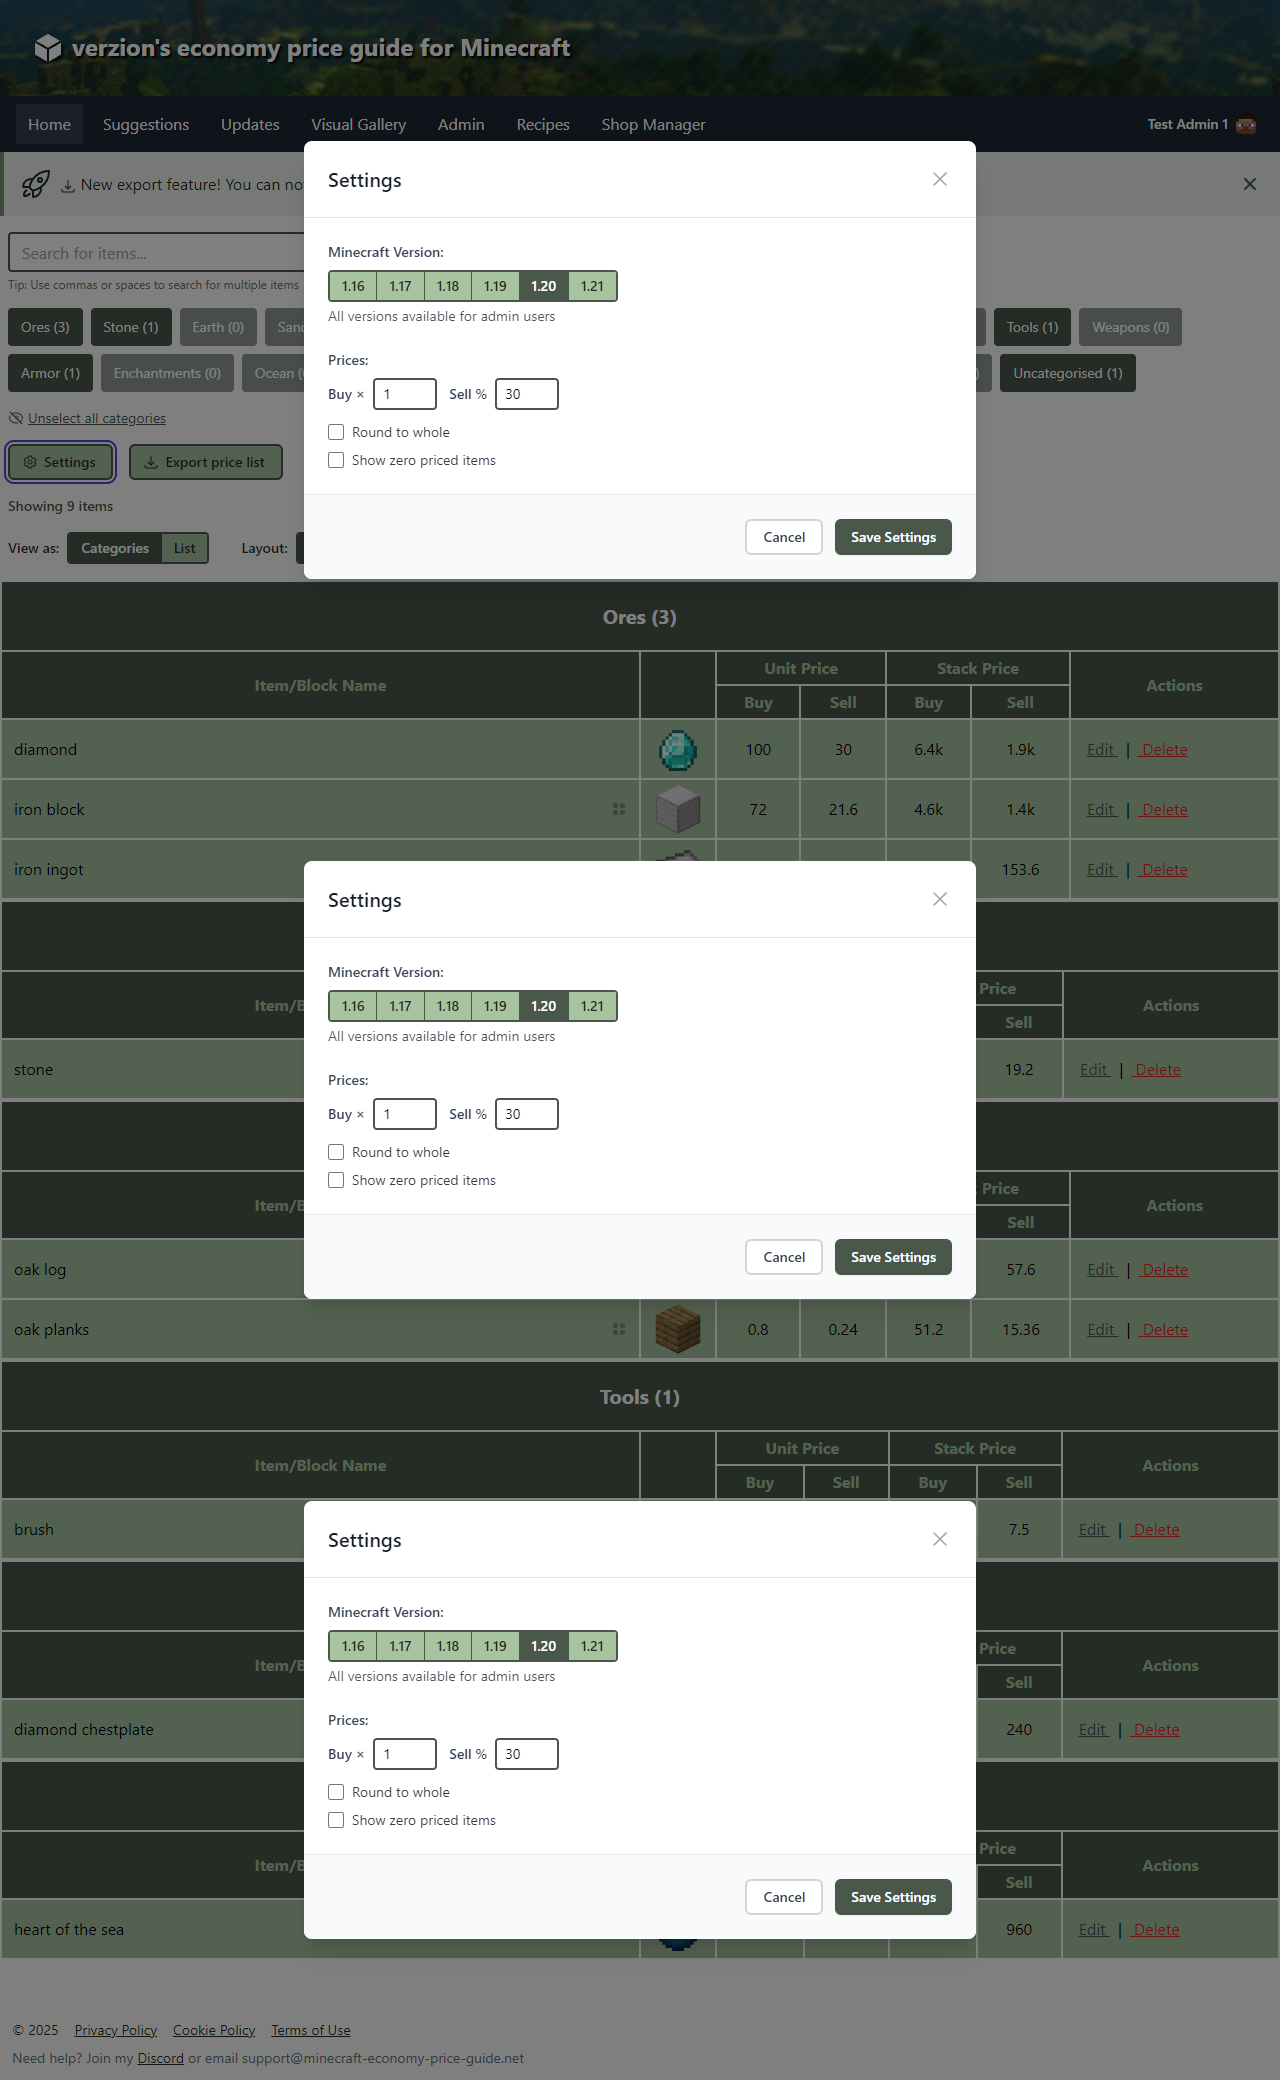 verzion's economy price guide for Minecraft
Home Suggestions Updates Visual Gallery Admin Recipes Shop Manager Test Admin 1
New export feature! You can
Search for items...
Tip: Use commas or spaces to search for multiple items
Ores (3) Stone (1) Earth (0) Tools (1) Weapons (0)
Armor (1) Enchantments (0) Ocean Uncategorised (1)
Unselect all categories
Settings Export price list
Showing 9 items
View as: Categories List Layout:
Settings
Minecraft Version:
1.16 1.17 1.18 1.19 1.20 1.21
All versions available for admin users
Prices:
Buy × 1 Sell % 30
Round to whole
Show zero priced items
Cancel Save Settings
Ores (3)
Item/Block Name Unit Price Stack Price Actions
Buy Sell Buy Sell
diamond 100 30 6.4k 1.9k Edit | Delete
iron block 72 21.6 4.6k 1.4k Edit | Delete
iron ingot 153.6 Edit | Delete
Settings
Minecraft Version:
1.16 1.17 1.18 1.19 1.20 1.21
All versions available for admin users
Prices:
Buy × 1 Sell % 30
Round to whole
Show zero priced items
Cancel Save Settings
Price Actions
Sell
stone 19.2 Edit | Delete
Price Actions
Sell
oak log 57.6 Edit | Delete
oak planks 0.8 0.24 51.2 15.36 Edit | Delete
Tools (1)
Item/Block Name Unit Price Stack Price Actions
Buy Sell Buy Sell
brush 7.5 Edit | Delete
Settings
Minecraft Version:
1.16 1.17 1.18 1.19 1.20 1.21
All versions available for admin users
Prices:
Buy × 1 Sell % 30
Round to whole
Show zero priced items
Cancel Save Settings
Price Actions
Sell
diamond chestplate 240 Edit | Delete
Price Actions
Sell
heart of the sea 960 Edit | Delete
© 2025 Privacy Policy Cookie Policy Terms of Use
Need help? Join my Discord or email support@minecraft-economy-price-guide.net